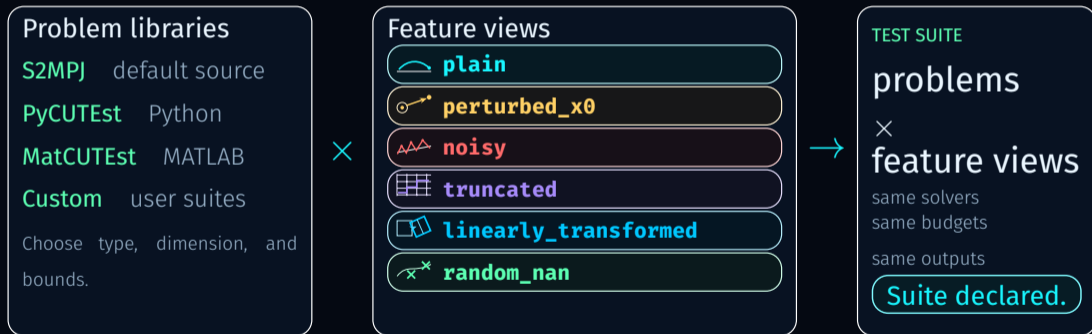 Problem libraries
S2MPJ default source
PyCUTEst Python
MatCUTEst MATLAB
Custom user suites
Choose type, dimension, and
bounds.
×
Feature views
plain
perturbed_x0
noisy
truncated
linearly_transformed
random_nan
→
TEST SUITE
problems
×
feature views
same solvers
same budgets
same outputs
Suite declared.